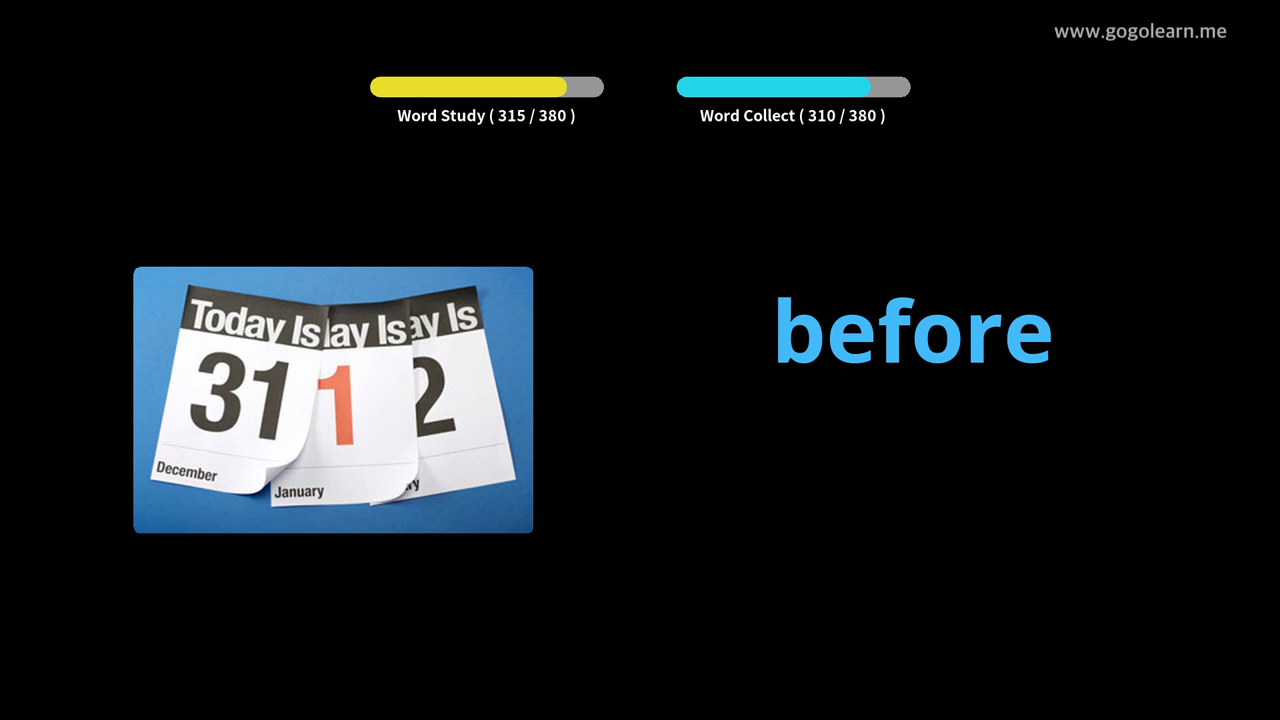 www.gogolearn.me
Word Study ( 315 / 380 )
Word Collect ( 310 / 380 )
before
Today Is
ay Is
ay Is
31
1
2
December
January
ry